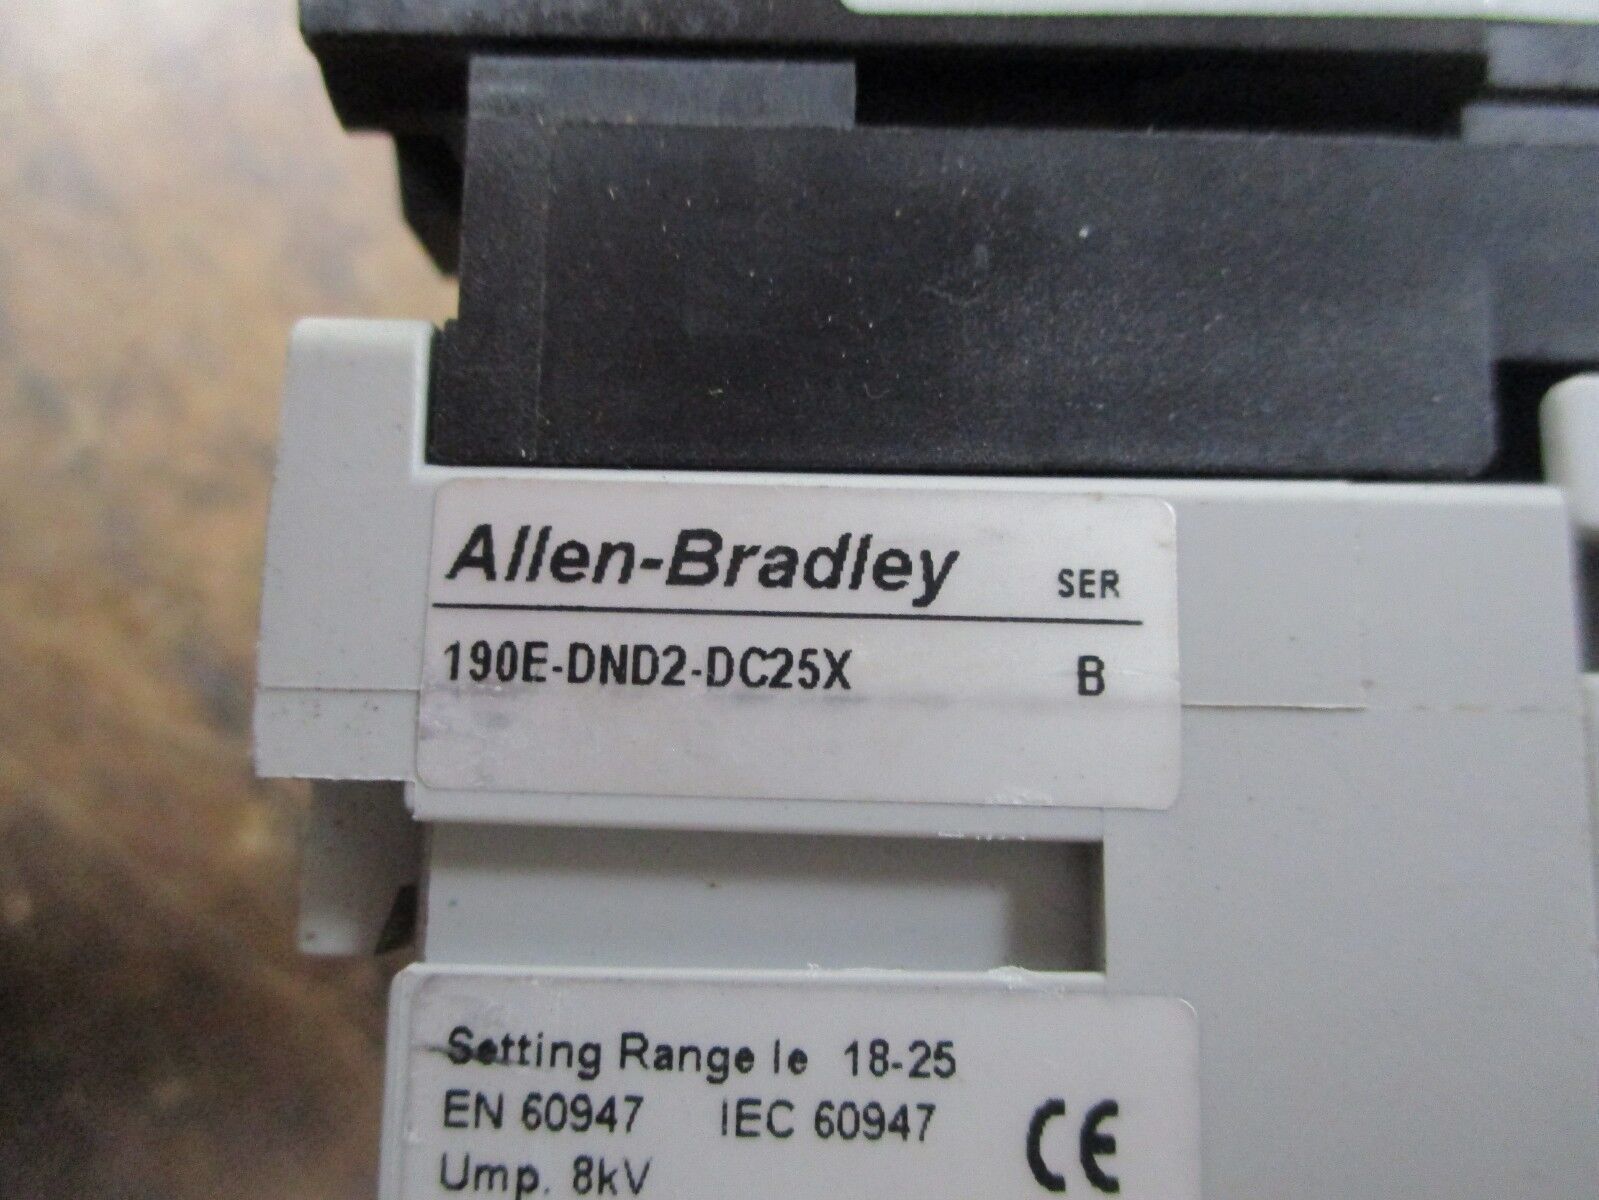 Allen-Bradley SER
190E-DND2-DC25X B
Setting Range Ie 18-25
EN 60947 IEC 60947 CE
Ump. 8kV